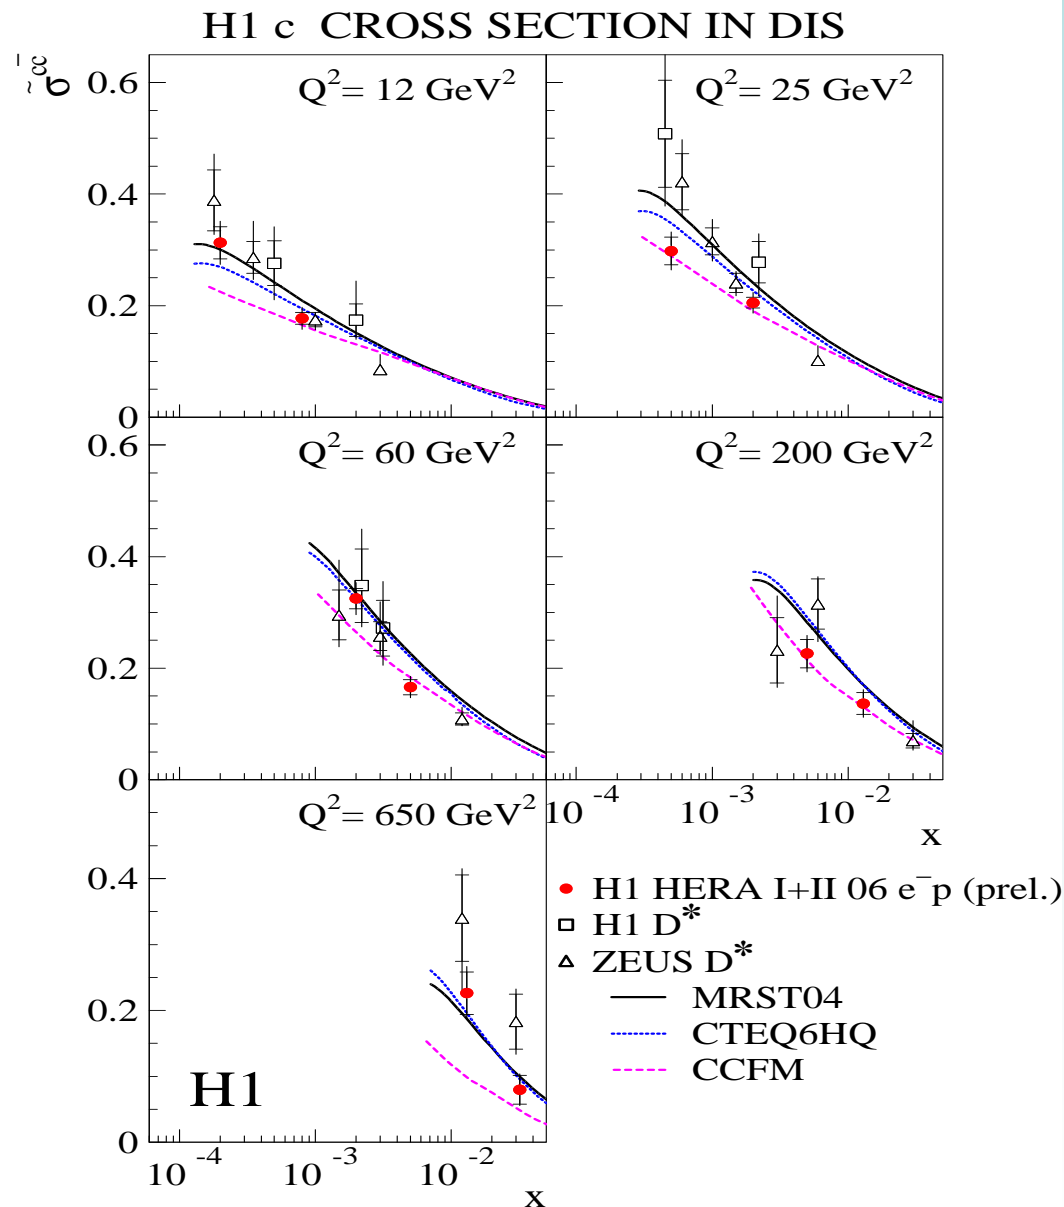 H1 c CROSS SECTION IN DIS
σ̃^cc̄
Q²= 12 GeV²
Q²= 25 GeV²
0.6
0.4
0.2
0
Q²= 60 GeV²
Q²= 200 GeV²
0.6
0.4
0.2
0
10⁻⁴ 10⁻³ 10⁻²
x
Q²= 650 GeV²
0.4
0.2
0
H1
10⁻⁴ 10⁻³ 10⁻²
x
H1 HERA I+II 06 e⁻p (prel.)
H1 D*
ZEUS D*
MRST04
CTEQ6HQ
CCFM